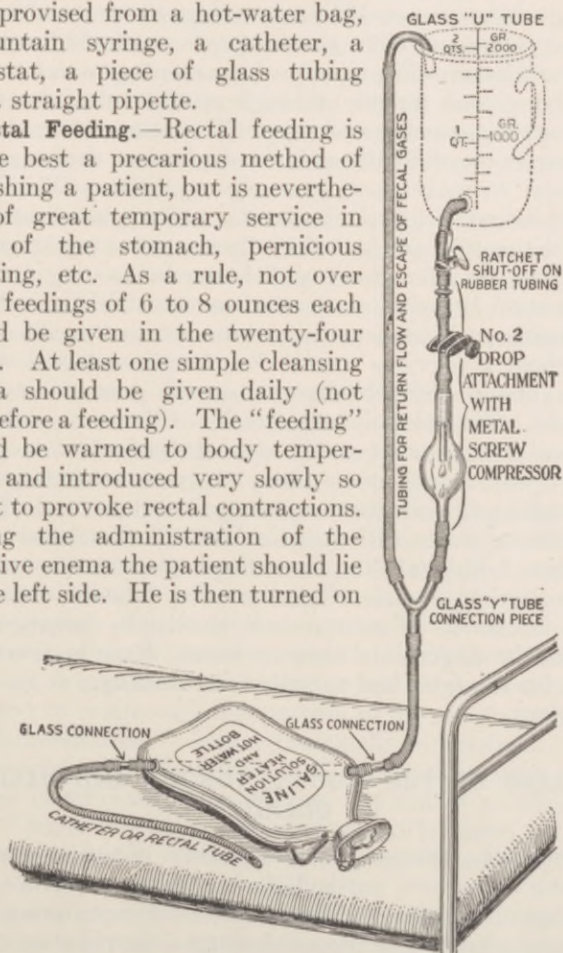 provised from a hot-water bag,
untain syringe, a catheter, a
stat, a piece of glass tubing
straight pipette.
tal Feeding.—Rectal feeding is
e best a precarious method of
shing a patient, but is neverthe-
of great temporary service in
of the stomach, pernicious
ing, etc. As a rule, not over
feedings of 6 to 8 ounces each
d be given in the twenty-four
. At least one simple cleansing
a should be given daily (not
efore a feeding). The "feeding"
d be warmed to body temper-
and introduced very slowly so
t to provoke rectal contractions.
ng the administration of the
ive enema the patient should lie
e left side. He is then turned on
GLASS "U" TUBE
2 QTS.
GR. 2000
1 QT.
GR. 1000
TUBING FOR RETURN FLOW AND ESCAPE OF FECAL GASES
RATCHET
SHUT-OFF ON
RUBBER TUBING
No. 2
DROP
ATTACHMENT
WITH
METAL
SCREW
COMPRESSOR
GLASS "Y" TUBE
CONNECTION PIECE
GLASS CONNECTION
GLASS CONNECTION
SALINE
SOLUTION
HEATER
AND
HOT WATER
BOTTLE
CATHETER OR RECTAL TUBE